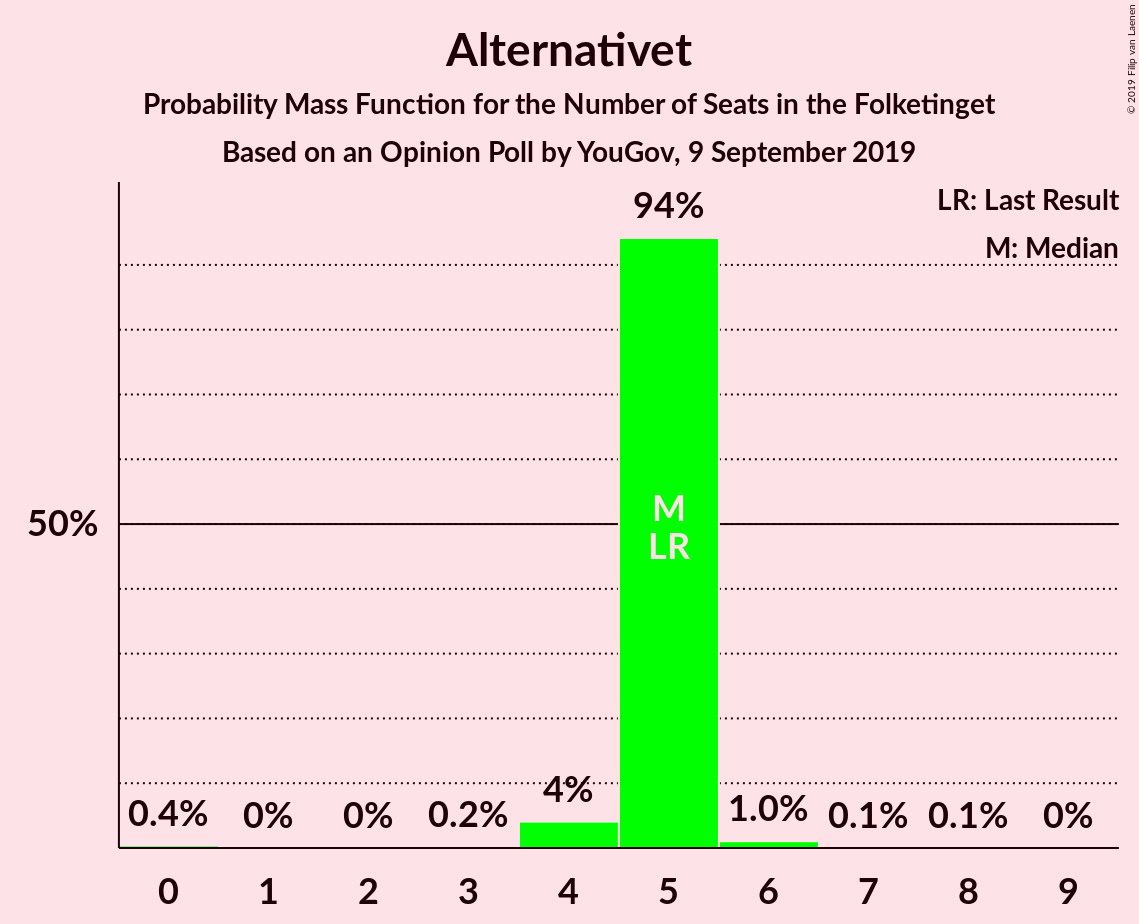 Alternativet
Probability Mass Function for the Number of Seats in the Folketinget
Based on an Opinion Poll by YouGov, 9 September 2019
© 2019 Filip van Laenen
LR: Last Result
M: Median
94%
50%
M
LR
0.4%
0%
0%
0.2%
4%
1.0%
0.1%
0.1%
0%
0 1 2 3 4 5 6 7 8 9